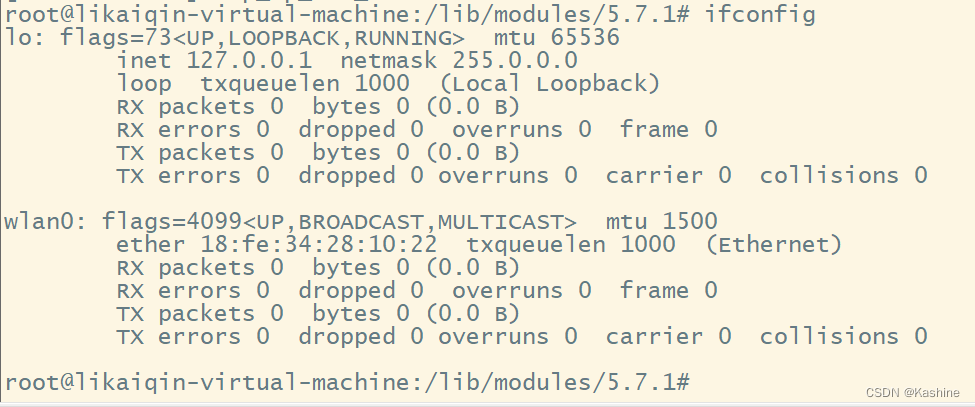 root@likaiqin-virtual-machine:/lib/modules/5.7.1# ifconfig
lo: flags=73<UP,LOOPBACK,RUNNING>  mtu 65536
        inet 127.0.0.1  netmask 255.0.0.0
        loop  txqueuelen 1000  (Local Loopback)
        RX packets 0  bytes 0 (0.0 B)
        RX errors 0  dropped 0  overruns 0  frame 0
        TX packets 0  bytes 0 (0.0 B)
        TX errors 0  dropped 0 overruns 0  carrier 0  collisions 0

wlan0: flags=4099<UP,BROADCAST,MULTICAST>  mtu 1500
        ether 18:fe:34:28:10:22  txqueuelen 1000  (Ethernet)
        RX packets 0  bytes 0 (0.0 B)
        RX errors 0  dropped 0  overruns 0  frame 0
        TX packets 0  bytes 0 (0.0 B)
        TX errors 0  dropped 0 overruns 0  carrier 0  collisions 0

root@likaiqin-virtual-machine:/lib/modules/5.7.1#
CSDN @Kashine